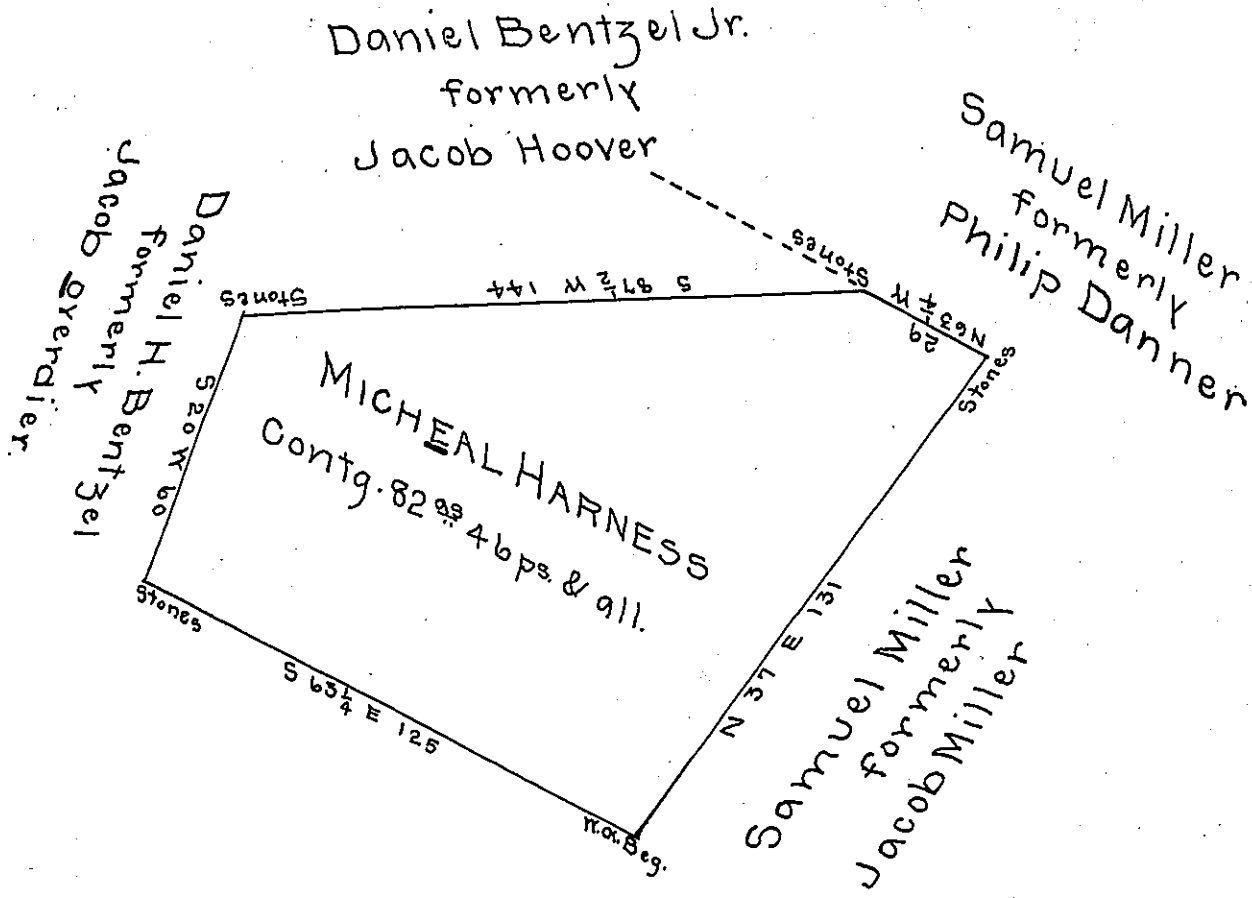 Daniel Bentzel Jr.
formerly
Jacob Hoover
Samuel Miller
formerly
Philip Danner
Daniel H. Bentzel
formerly
Jacob Overdier.
Stones
S 87½ W 144
Stones
N 63¼ W
29
Stones
S 20 W 60
MICHEAL HARNESS
Contg. 82 as 46 ps. & all.
N 37 E 131
Stones
S 63¼ E 125
W.O. Beg.
Samuel Miller
formerly
Jacob Miller